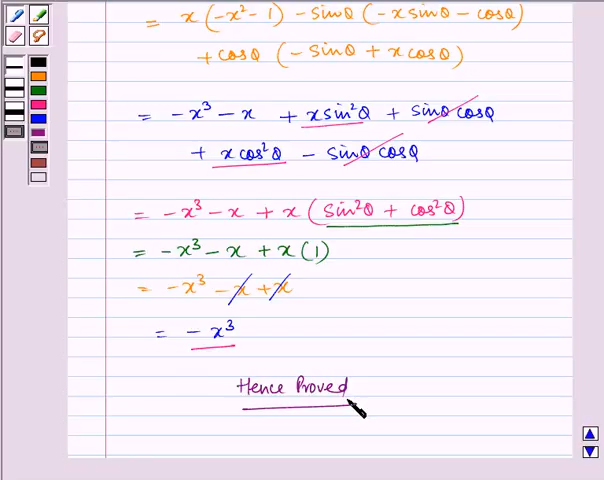 = x(-x² - 1) - sinθ(-x sinθ - cosθ)
+ cosθ(-sinθ + x cosθ)
= -x³ - x + x sin²θ + sinθ cosθ
+ x cos²θ - sinθ cosθ
= -x³ - x + x(sin²θ + cos²θ)
= -x³ - x + x(1)
= -x³ - x + x
= -x³
Hence Proved